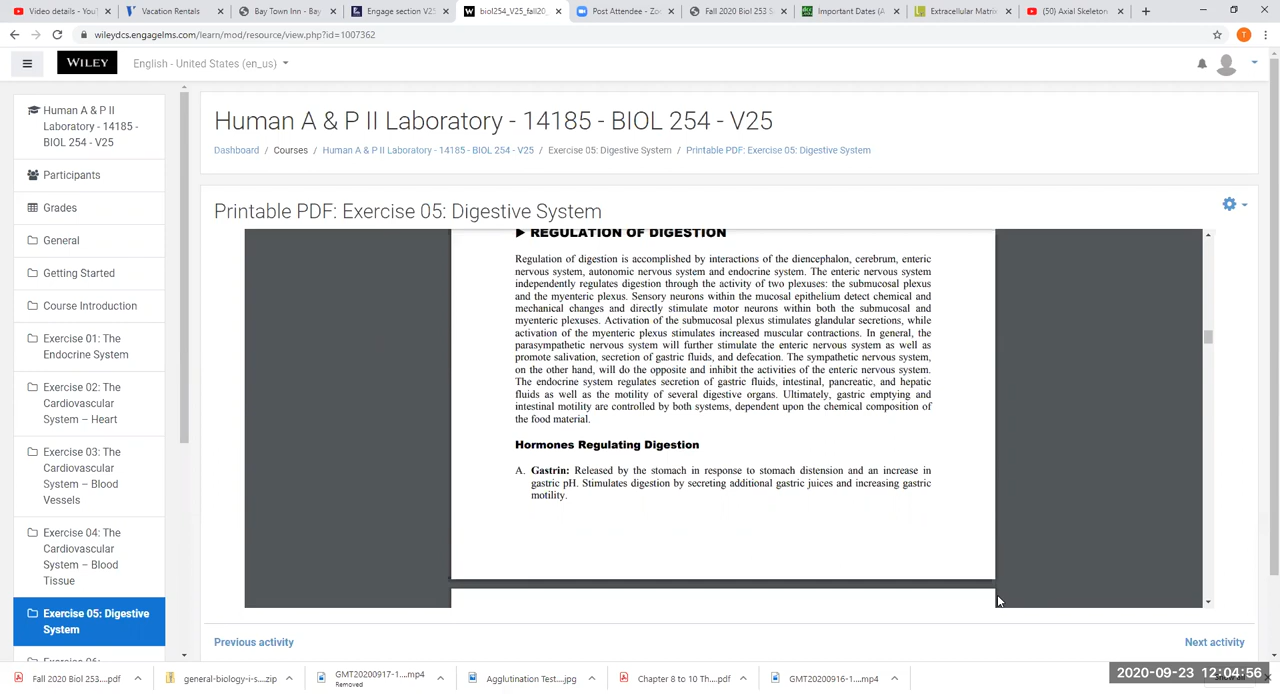 Video details - YouT
Vacation Rentals
Bay Town Inn - Bay
Engage section V25
biol254_V25_fall20
Post Attendee - Zo
Fall 2020 Biol 253 S
Important Dates (A
Extracellular Matrix
(50) Axial Skeleton
wileydcs.engagelms.com/learn/mod/resource/view.php?id=1007362
T
WILEY
English - United States (en_us)
Human A & P II
Laboratory - 14185 -
BIOL 254 - V25
Participants
Grades
General
Getting Started
Course Introduction
Exercise 01: The
Endocrine System
Exercise 02: The
Cardiovascular
System – Heart
Exercise 03: The
Cardiovascular
System – Blood
Vessels
Exercise 04: The
Cardiovascular
System – Blood
Tissue
Exercise 05: Digestive
System
Human A & P II Laboratory - 14185 - BIOL 254 - V25
Dashboard / Courses / Human A & P II Laboratory - 14185 - BIOL 254 - V25 / Exercise 05: Digestive System / Printable PDF: Exercise 05: Digestive System
Printable PDF: Exercise 05: Digestive System
REGULATION OF DIGESTION
Regulation of digestion is accomplished by interactions of the diencephalon, cerebrum, enteric
nervous system, autonomic nervous system and endocrine system. The enteric nervous system
independently regulates digestion through the activity of two plexuses: the submucosal plexus
and the myenteric plexus. Sensory neurons within the mucosal epithelium detect chemical and
mechanical changes and directly stimulate motor neurons within both the submucosal and
myenteric plexuses. Activation of the submucosal plexus stimulates glandular secretions, while
activation of the myenteric plexus stimulates increased muscular contractions. In general, the
parasympathetic nervous system will further stimulate the enteric nervous system as well as
promote salivation, secretion of gastric fluids, and defecation. The sympathetic nervous system,
on the other hand, will do the opposite and inhibit the activities of the enteric nervous system.
The endocrine system regulates secretion of gastric fluids, intestinal, pancreatic, and hepatic
fluids as well as the motility of several digestive organs. Ultimately, gastric emptying and
intestinal motility are controlled by both systems, dependent upon the chemical composition of
the food material.
Hormones Regulating Digestion
A. Gastrin: Released by the stomach in response to stomach distension and an increase in
gastric pH. Stimulates digestion by secreting additional gastric juices and increasing gastric
motility.
Previous activity
Next activity
Fall 2020 Biol 253....pdf
general-biology-i-s....zip
GMT20200917-1....mp4
Removed
Agglutination Test....jpg
Chapter 8 to 10 Th....pdf
GMT20200916-1....mp4
2020-09-23 12:04:56